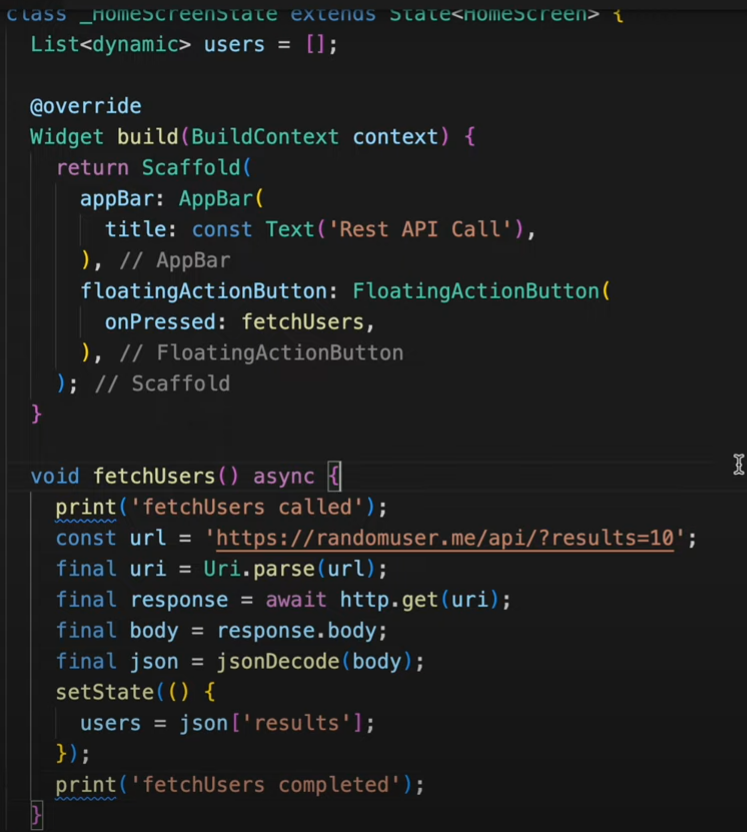 class _HomeScreenState extends State<HomeScreen> {
List<dynamic> users = [];
@override
Widget build(BuildContext context) {
return Scaffold(
appBar: AppBar(
title: const Text('Rest API Call'),
), // AppBar
floatingActionButton: FloatingActionButton(
onPressed: fetchUsers,
), // FloatingActionButton
); // Scaffold
}
void fetchUsers() async {
print('fetchUsers called');
const url = 'https://randomuser.me/api/?results=10';
final uri = Uri.parse(url);
final response = await http.get(uri);
final body = response.body;
final json = jsonDecode(body);
setState(() {
users = json['results'];
});
print('fetchUsers completed');
}